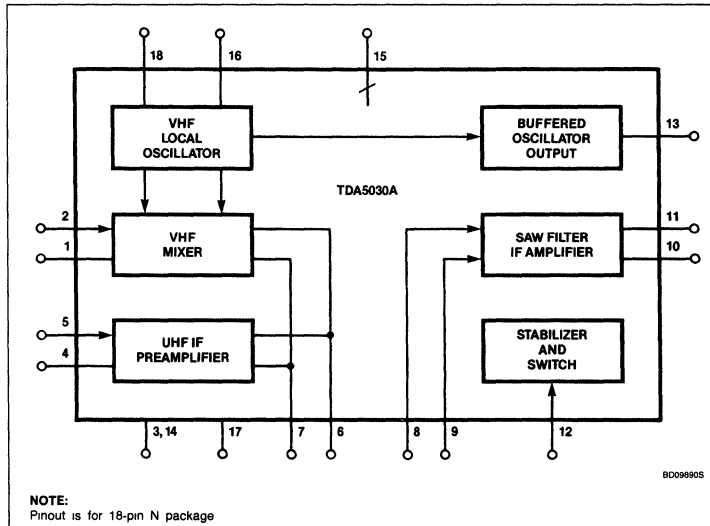 18
16
15
VHF
LOCAL
OSCILLATOR
BUFFERED
OSCILLATOR
OUTPUT
13
TDA5030A
2
1
VHF
MIXER
SAW FILTER
IF AMPLIFIER
11
10
5
4
UHF IF
PREAMPLIFIER
STABILIZER
AND
SWITCH
3, 14
17
7
6
8
9
12
BD09890S
NOTE:
Pinout is for 18-pin N package